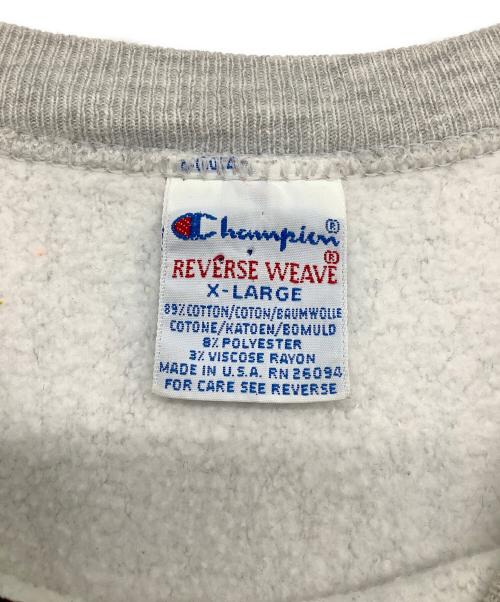 Champion®
REVERSE WEAVE®
X-LARGE
89% COTTON/COTON/BAUMWOLLE
COTONE/KATOEN/BOMULD
8% POLYESTER
3% VISCOSE RAYON
MADE IN U.S.A. RN 26094
FOR CARE SEE REVERSE